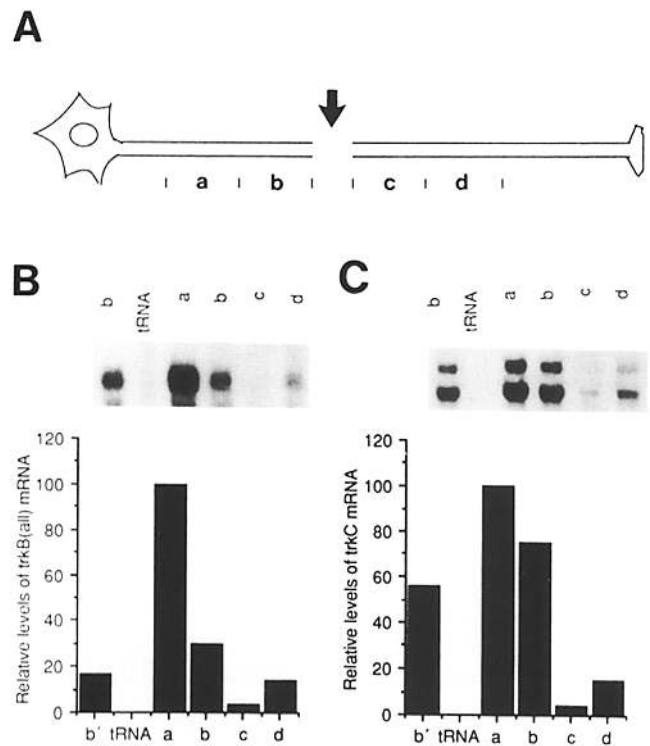 A
a b c d
B
b tRNA a b c d
C
b tRNA a b c d
Relative levels of trkB(all) mRNA
120
100
80
60
40
20
0
b' tRNA a b c d
Relative levels of trkC mRNA
120
100
80
60
40
20
0
b' tRNA a b c d